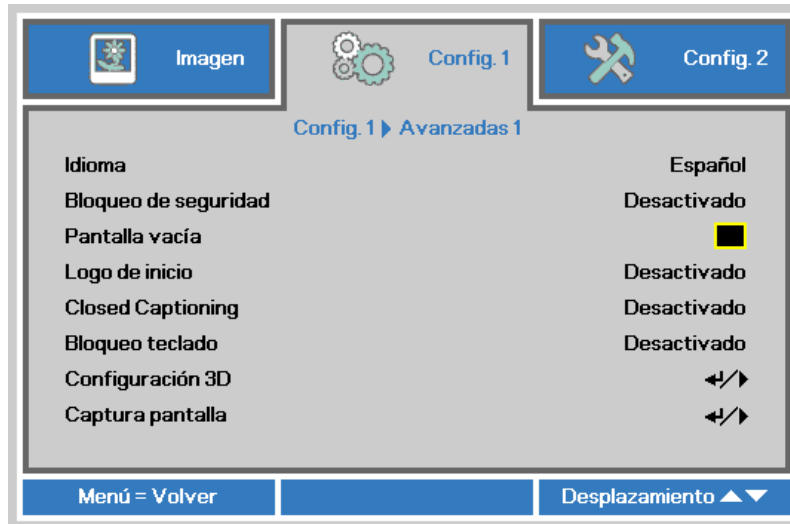 Imagen
Config. 1
Config. 2
Config. 1 ▶ Avanzadas 1
Idioma Español
Bloqueo de seguridad Desactivado
Pantalla vacía
Logo de inicio Desactivado
Closed Captioning Desactivado
Bloqueo teclado Desactivado
Configuración 3D ↵/▶
Captura pantalla ↵/▶
Menú = Volver
Desplazamiento ▲▼